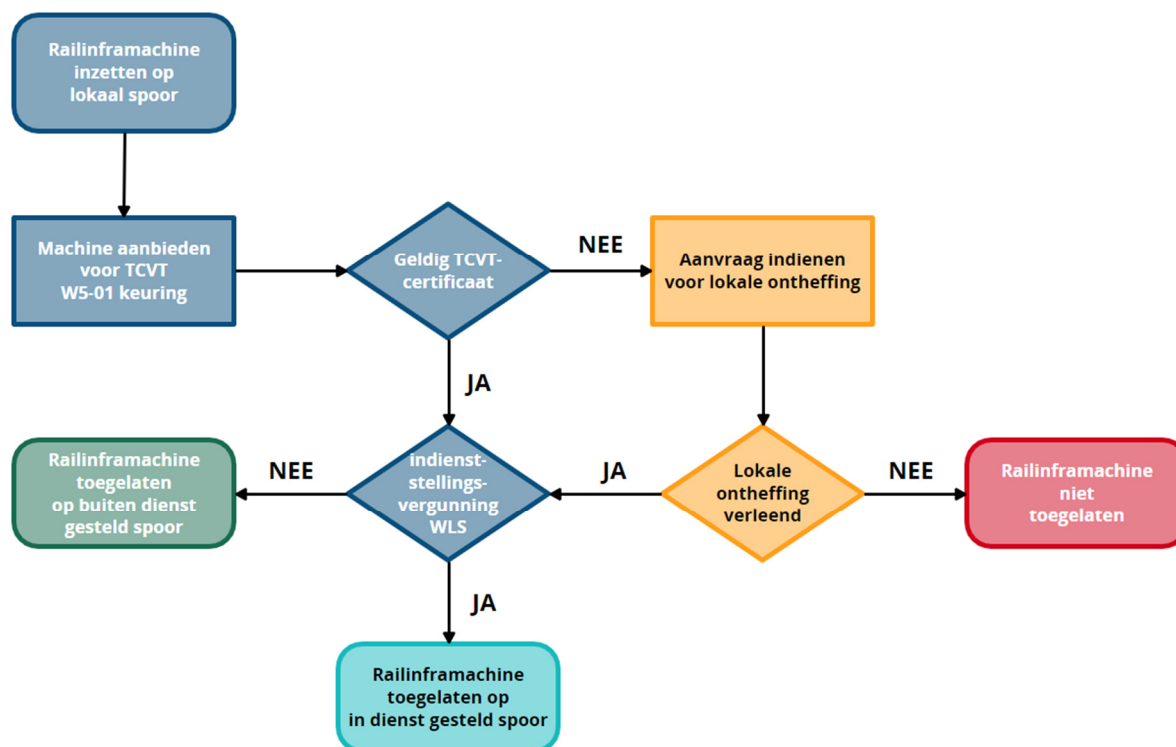 Railinframachine
inzetten op
lokaal spoor
Machine aanbieden
voor TCVT
W5-01 keuring
Geldig TCVT-
certificaat
NEE
Aanvraag indienen
voor lokale ontheffing
JA
Railinframachine
toegelaten
op buiten dienst
gesteld spoor
NEE
indienst-
stellings-
vergunning
WLS
JA
Lokale
ontheffing
verleend
NEE
Railinframachine
niet
toegelaten
JA
Railinframachine
toegelaten op
in dienst gesteld spoor